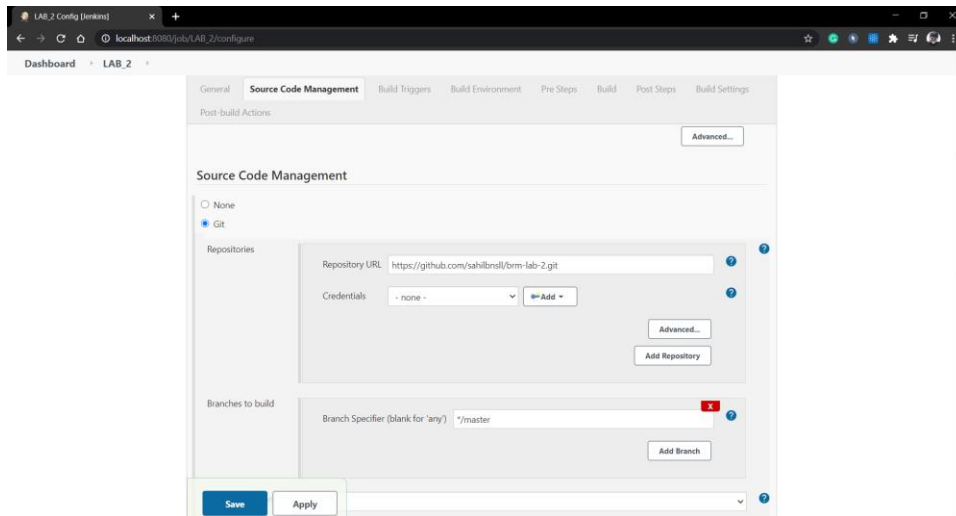 LAB_2 Config [Jenkins]
localhost:8080/job/LAB_2/configure
Dashboard LAB_2
General Source Code Management Build Triggers Build Environment Pre Steps Build Post Steps Build Settings
Post-build Actions
Advanced...
Source Code Management
None
Git
Repositories
Repository URL https://github.com/sahilbnsll/brm-lab-2.git
Credentials - none - Add
Advanced...
Add Repository
Branches to build
X
Branch Specifier (blank for 'any') */master
Add Branch
Save Apply